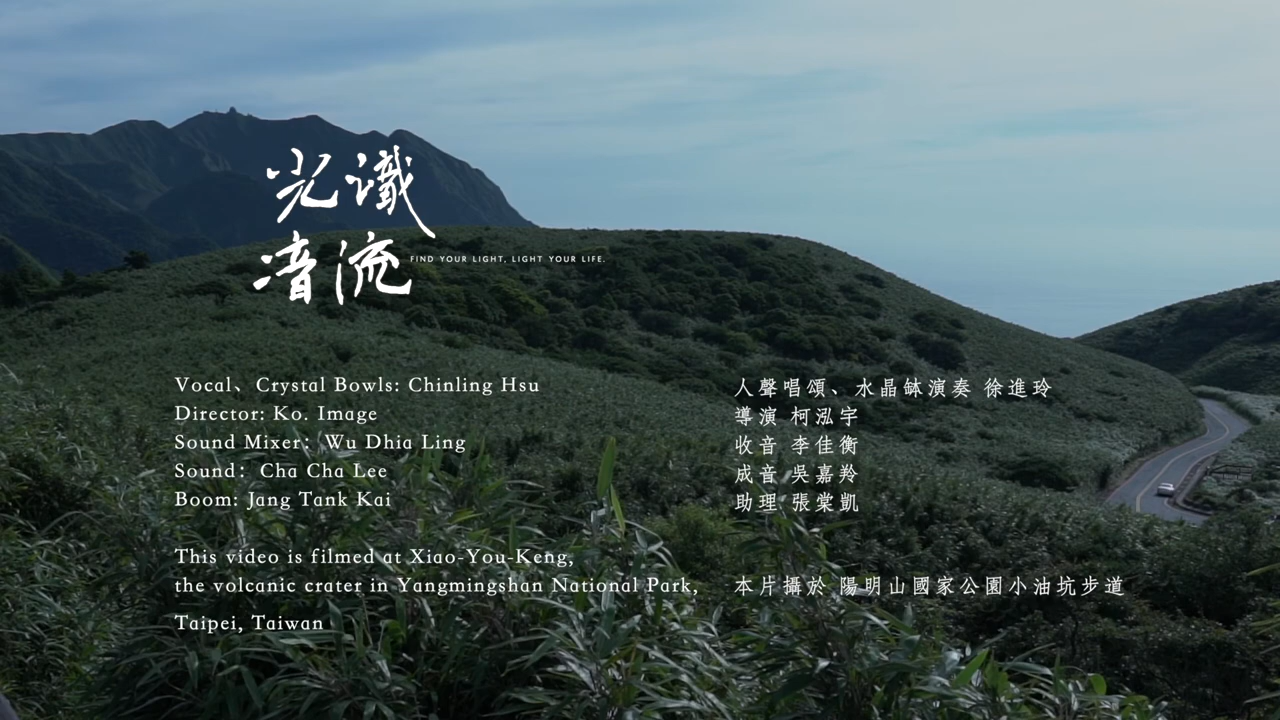 光識
音流
FIND YOUR LIGHT, LIGHT YOUR LIFE.
Vocal、Crystal Bowls: Chinling Hsu
Director: Ko. Image
Sound Mixer: Wu Dhia Ling
Sound: Cha Cha Lee
Boom: Jang Tank Kai
This video is filmed at Xiao-You-Keng,
the volcanic crater in Yangmingshan National Park,
Taipei, Taiwan
人聲唱頌、水晶缽演奏 徐進玲
導演 柯泓宇
收音 李佳衡
成音 吳嘉羚
助理 張棠凱
本片攝於 陽明山國家公園小油坑步道